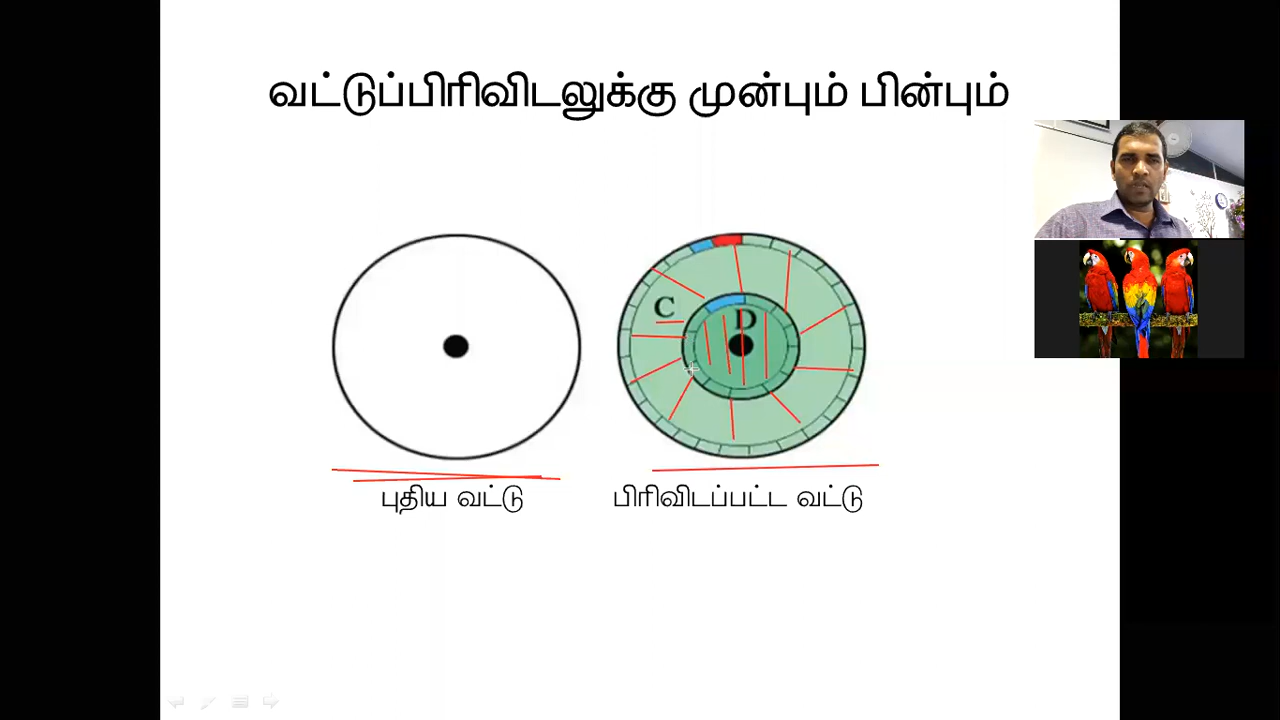 வட்டுப்பிரிவிடலுக்கு முன்பும் பின்பும்
C
D
புதிய வட்டு
பிரிவிடப்பட்ட வட்டு